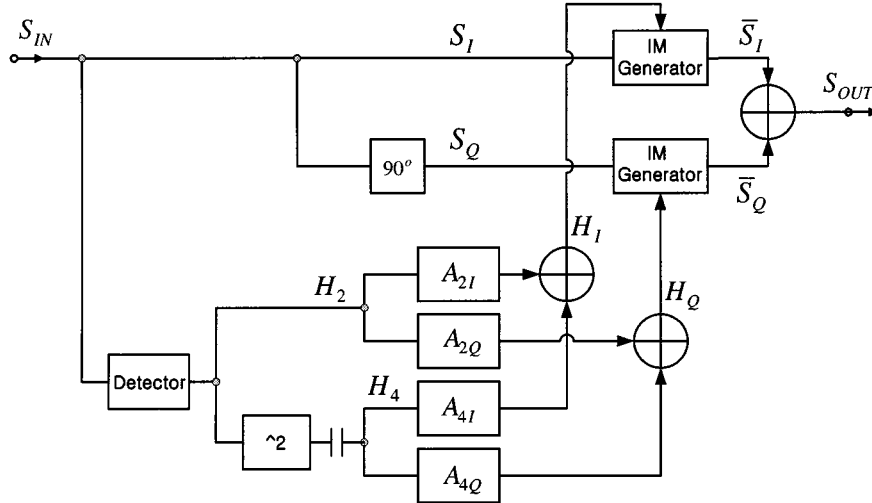 S_IN
S_I
IM
Generator
S̅_I
S_OUT
90°
S_Q
IM
Generator
S̅_Q
H_I
H_2
A_2I
H_Q
A_2Q
Detector
H_4
A_4I
^2
A_4Q